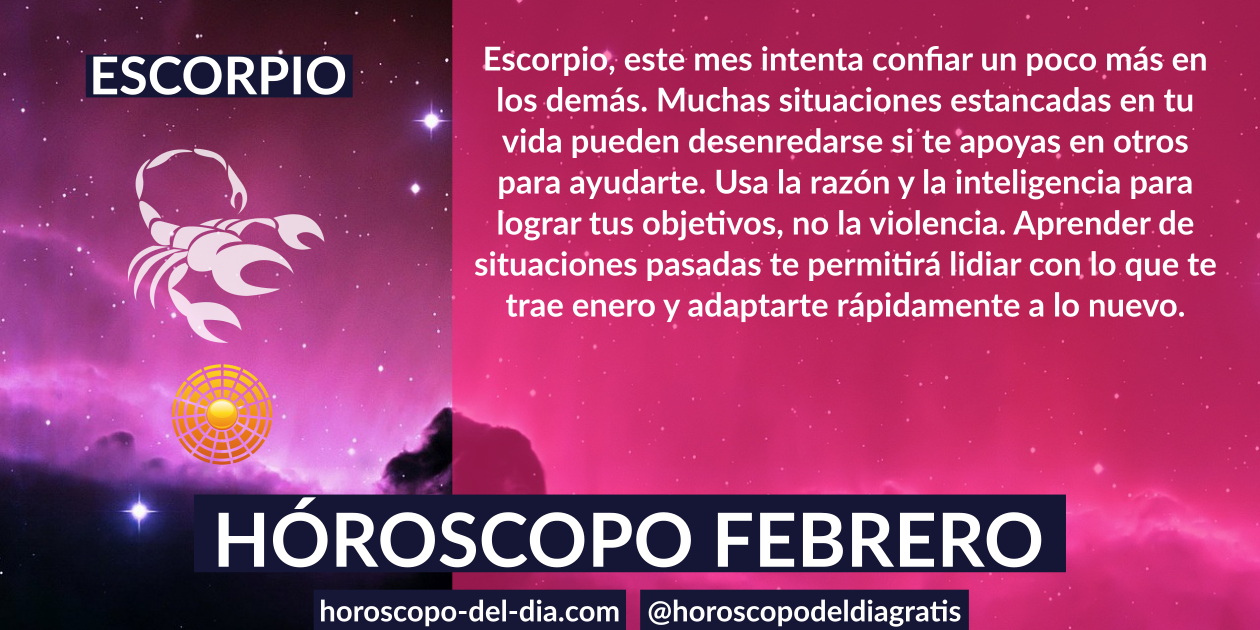 ESCORPIO
Escorpio, este mes intenta confiar un poco más en
los demás. Muchas situaciones estancadas en tu
vida pueden desenredarse si te apoyas en otros
para ayudarte. Usa la razón y la inteligencia para
lograr tus objetivos, no la violencia. Aprender de
situaciones pasadas te permitirá lidiar con lo que te
trae enero y adaptarte rápidamente a lo nuevo.
HÓROSCOPO FEBRERO
horoscopo-del-dia.com
@horoscopodeldiagratis